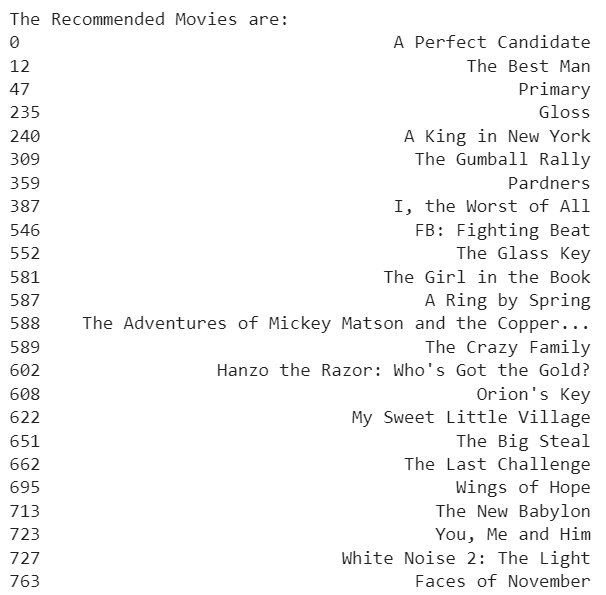 The Recommended Movies are:
0 A Perfect Candidate
12 The Best Man
47 Primary
235 Gloss
240 A King in New York
309 The Gumball Rally
359 Pardners
387 I, the Worst of All
546 FB: Fighting Beat
552 The Glass Key
581 The Girl in the Book
587 A Ring by Spring
588 The Adventures of Mickey Matson and the Copper...
589 The Crazy Family
602 Hanzo the Razor: Who's Got the Gold?
608 Orion's Key
622 My Sweet Little Village
651 The Big Steal
662 The Last Challenge
695 Wings of Hope
713 The New Babylon
723 You, Me and Him
727 White Noise 2: The Light
763 Faces of November